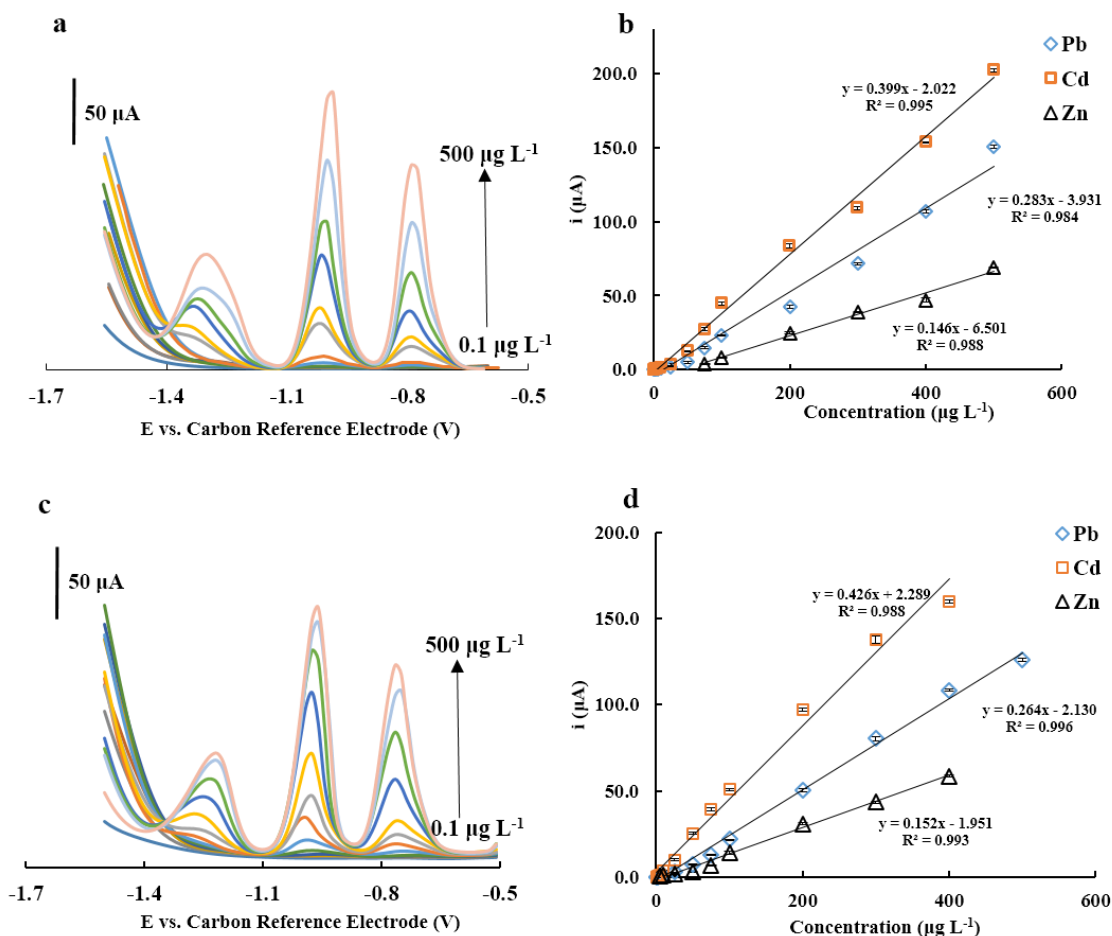 a
50 μA
500 μg L-1
0.1 μg L-1
-1.7
-1.4
-1.1
-0.8
-0.5
E vs. Carbon Reference Electrode (V)
b
i (μA)
200.0
150.0
100.0
50.0
0.0
0
200
400
600
Concentration (μg L-1)
Pb
Cd
Zn
y = 0.399x - 2.022
R² = 0.995
y = 0.283x - 3.931
R² = 0.984
y = 0.146x - 6.501
R² = 0.988
c
50 μA
500 μg L-1
0.1 μg L-1
-1.7
-1.4
-1.1
-0.8
-0.5
E vs. Carbon Reference Electrode (V)
d
i (μA)
200.0
150.0
100.0
50.0
0.0
0
200
400
600
Concentration (μg L-1)
Pb
Cd
Zn
y = 0.426x + 2.289
R² = 0.988
y = 0.264x - 2.130
R² = 0.996
y = 0.152x - 1.951
R² = 0.993